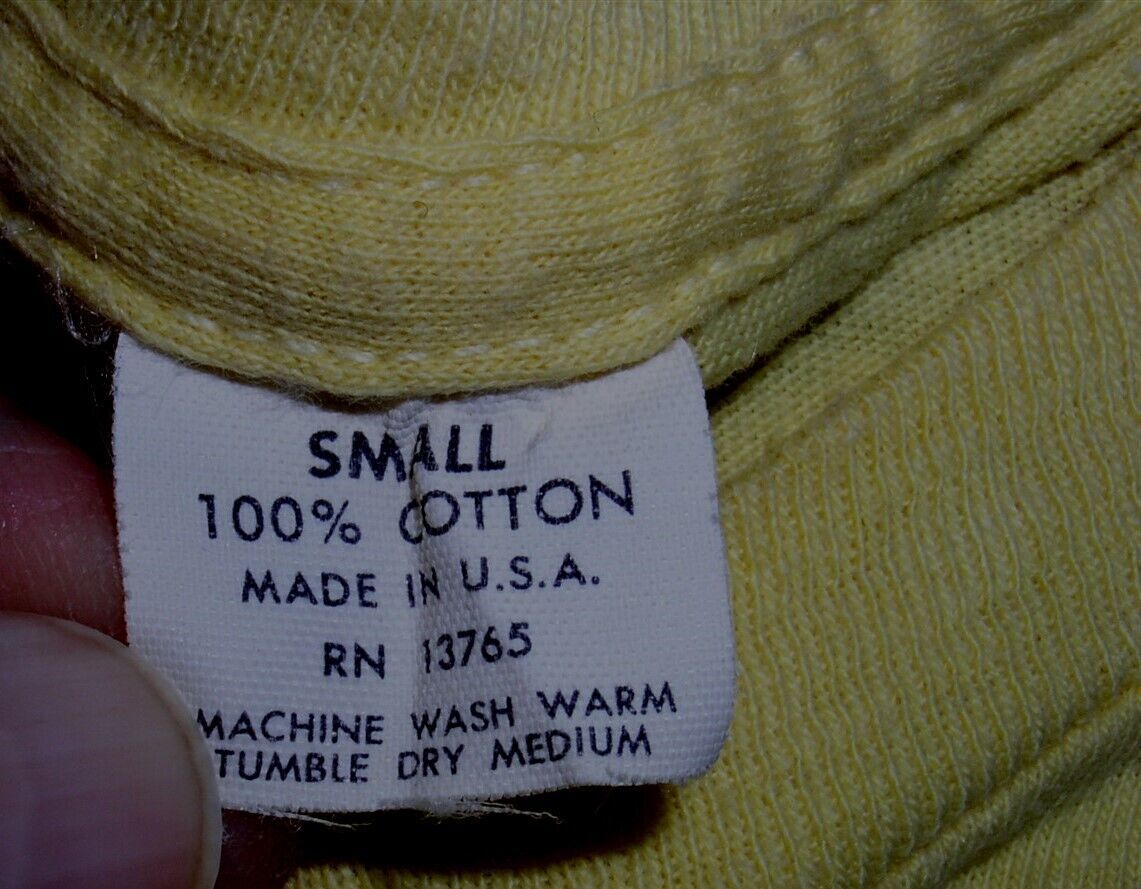 SMALL
100% COTTON
MADE IN U.S.A.
RN 13765
MACHINE WASH WARM
TUMBLE DRY MEDIUM